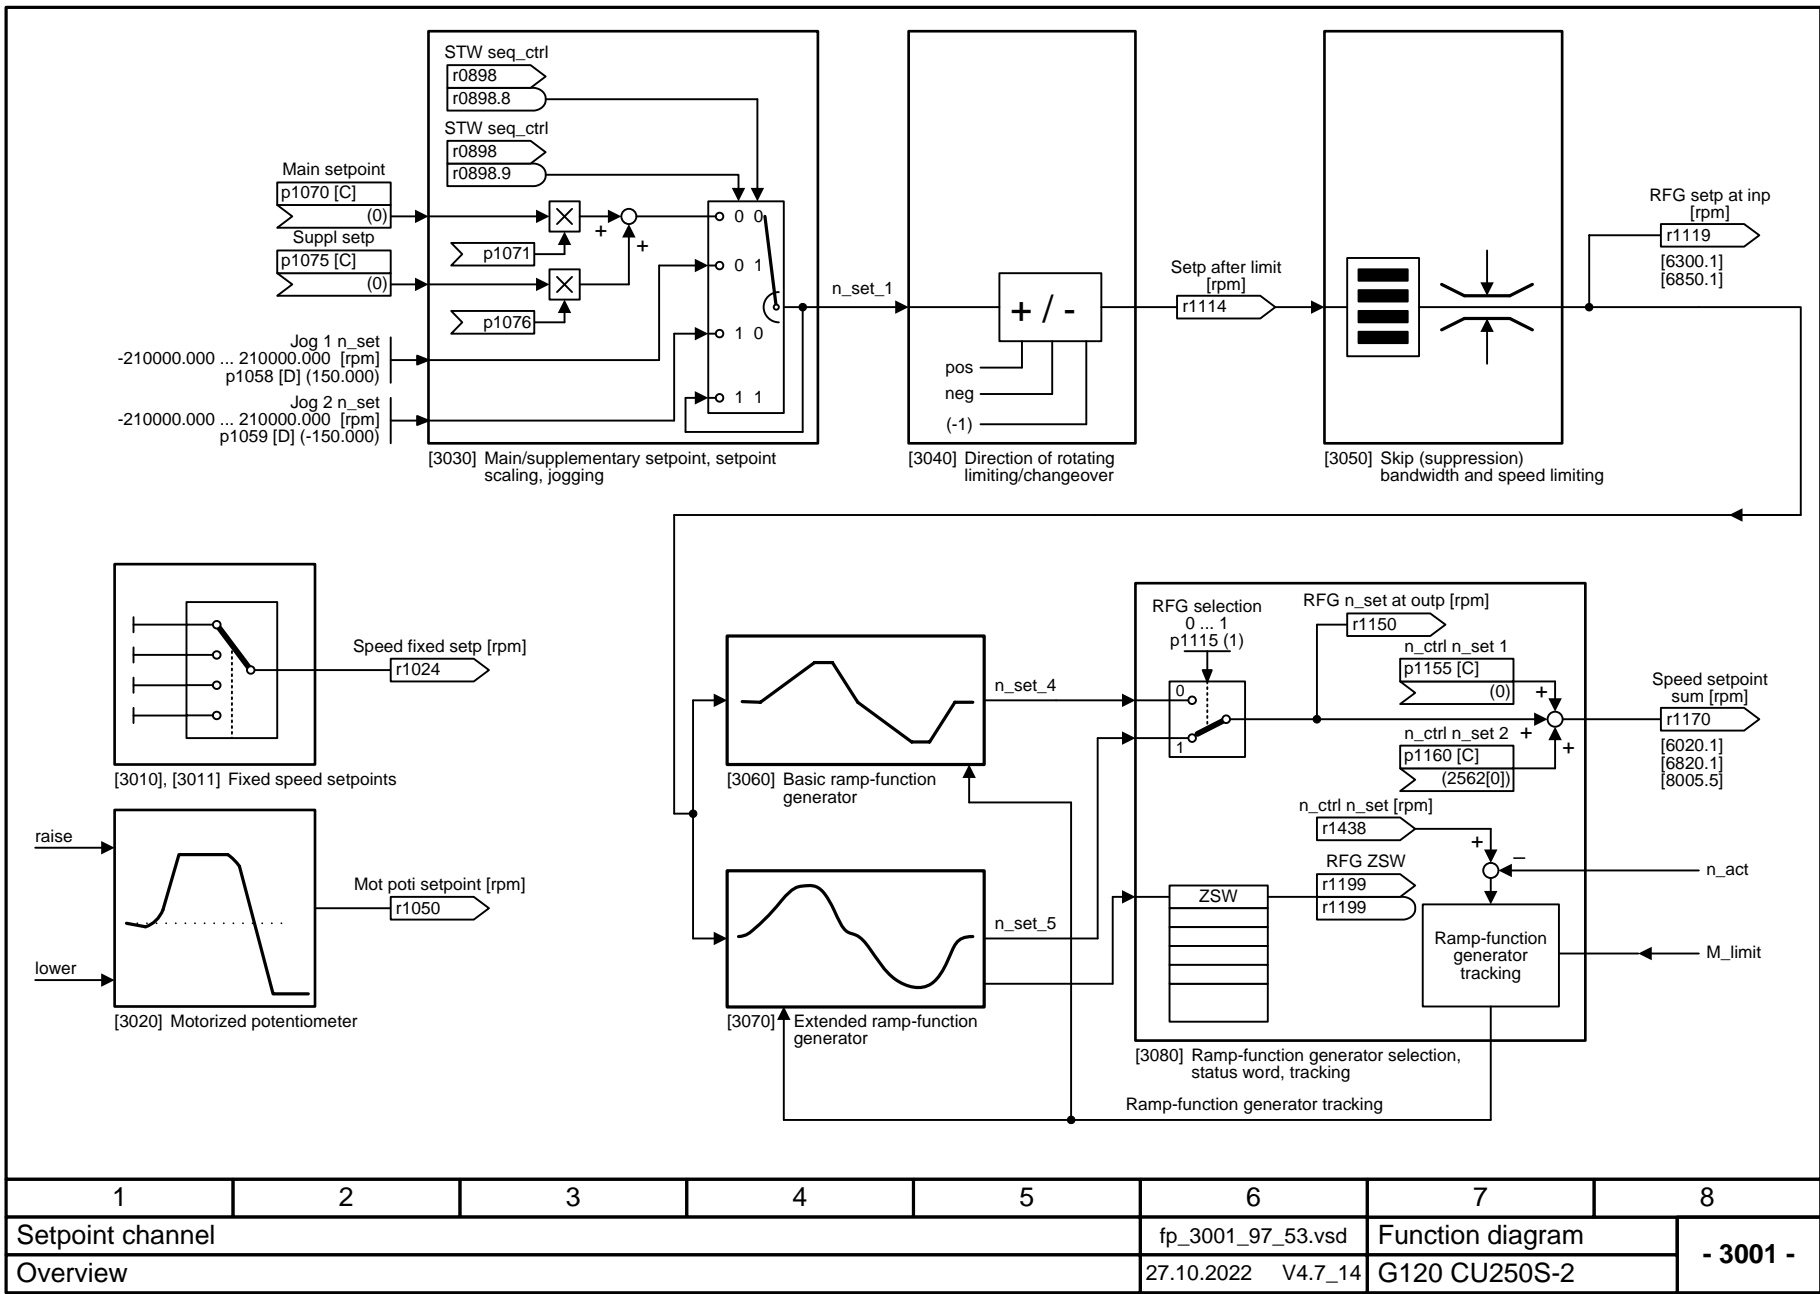 STW seq_ctrl
r0898
r0898.8
STW seq_ctrl
r0898
r0898.9
Main setpoint
p1070 [C]
(0)
Suppl setp
p1075 [C]
(0)
p1071
p1076
+
+
0 0
0 1
1 0
1 1
Jog 1 n_set
-210000.000 ... 210000.000 [rpm]
p1058 [D] (150.000)
Jog 2 n_set
-210000.000 ... 210000.000 [rpm]
p1059 [D] (-150.000)
[3030] Main/supplementary setpoint, setpoint
scaling, jogging
n_set_1
+ / -
pos
neg
(-1)
[3040] Direction of rotating
limiting/changeover
Setp after limit
[rpm]
r1114
[3050] Skip (suppression)
bandwidth and speed limiting
RFG setp at inp
[rpm]
r1119
[6300.1]
[6850.1]
Speed fixed setp [rpm]
r1024
[3010], [3011] Fixed speed setpoints
raise
lower
Mot poti setpoint [rpm]
r1050
[3020] Motorized potentiometer
n_set_4
[3060] Basic ramp-function
generator
n_set_5
[3070] Extended ramp-function
generator
RFG selection
0 ... 1
p1115 (1)
0
1
RFG n_set at outp [rpm]
r1150
n_ctrl n_set 1
p1155 [C]
(0)
+
+
+
n_ctrl n_set 2
p1160 [C]
(2562[0])
Speed setpoint
sum [rpm]
r1170
[6020.1]
[6820.1]
[8005.5]
n_ctrl n_set [rpm]
r1438
+
–
n_act
RFG ZSW
r1199
r1199
ZSW
Ramp-function
generator
tracking
M_limit
[3080] Ramp-function generator selection,
status word, tracking
Ramp-function generator tracking
1 2 3 4 5 6 7 8
Setpoint channel
fp_3001_97_53.vsd
Function diagram
- 3001 -
Overview
27.10.2022 V4.7_14
G120 CU250S-2